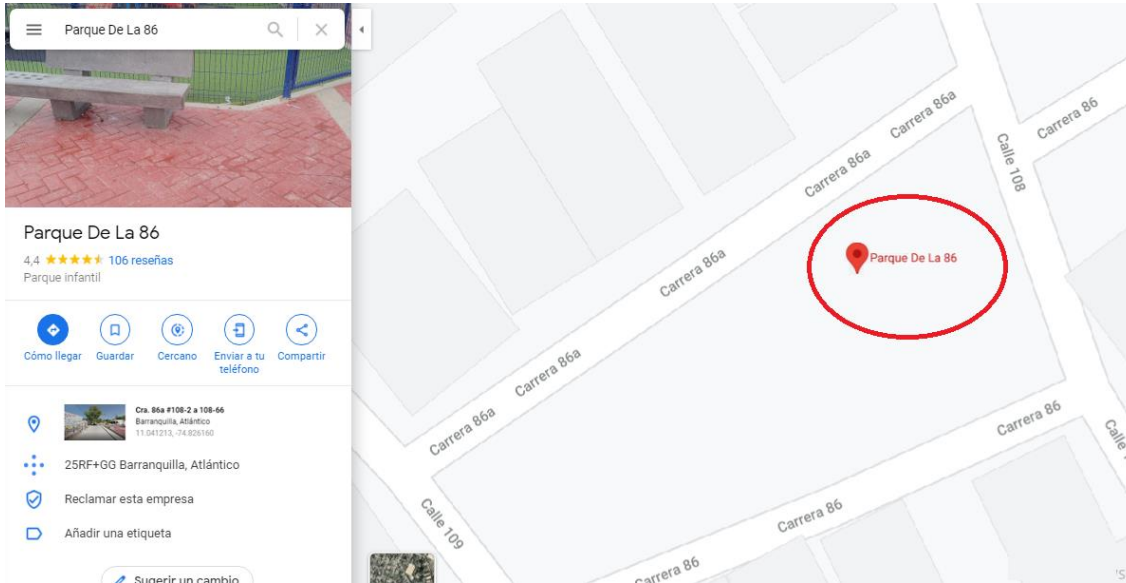 Parque De La 86
Parque De La 86
4,4
106 reseñas
Parque infantil
Cómo llegar
Guardar
Cercano
Enviar a tu
teléfono
Compartir
Cra. 86a #108-2 a 108-66
Barranquilla, Atlántico
11.041213, -74.826160
25RF+GG Barranquilla, Atlántico
Reclamar esta empresa
Añadir una etiqueta
Sugerir un cambio
Carrera 86a
Carrera 86
Calle 108
Carrera 86a
Carrera 86a
Parque De La 86
Carrera 86a
Carrera 86a
Carrera 86
Calle
Calle 109
Carrera 86
Carrera 86